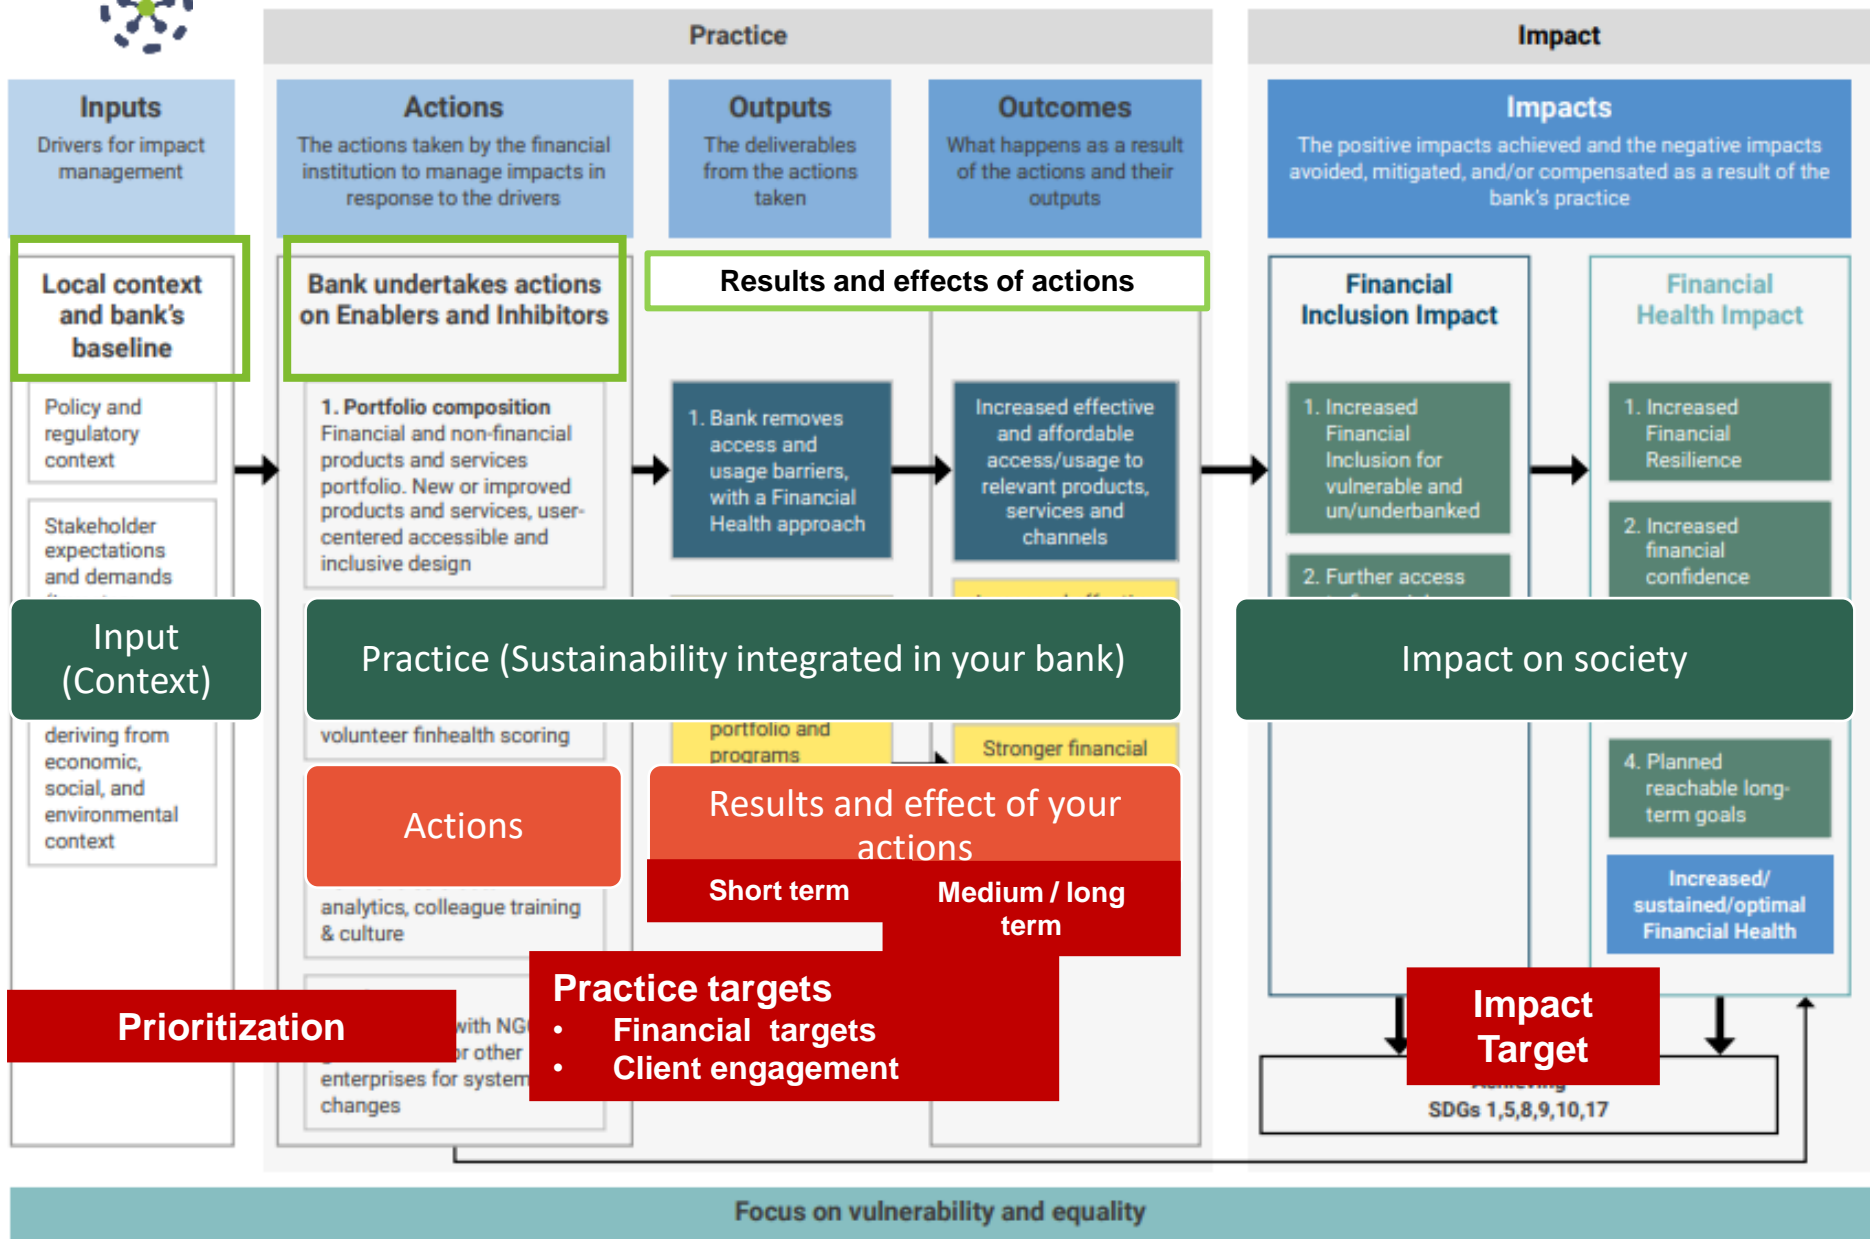 Practice
Impact
Inputs
Drivers for impact
management
Actions
The actions taken by the financial
institution to manage impacts in
response to the drivers
Outputs
The deliverables
from the actions
taken
Outcomes
What happens as a result
of the actions and their
outputs
Impacts
The positive impacts achieved and the negative impacts
avoided, mitigated, and/or compensated as a result of the
bank's practice
Local context
and bank's
baseline
Policy and
regulatory
context
Stakeholder
expectations
and demands
Input
(Context)
deriving from
economic,
social, and
environmental
context
Prioritization
Bank undertakes actions
on Enablers and Inhibitors
1. Portfolio composition
Financial and non-financial
products and services
portfolio. New or improved
products and services, user-
centered accessible and
inclusive design
Practice (Sustainability integrated in your bank)
volunteer finhealth scoring
Actions
analytics, colleague training
& culture
with
or other
enterprises for system
changes
Results and effects of actions
1. Bank removes
access and
usage barriers,
with a Financial
Health approach
portfolio and
programs
Increased effective
and affordable
access/usage to
relevant products,
services and
channels
Stronger financial
Results and effect of your
actions
Short term
Medium / long
term
Practice targets
• Financial targets
• Client engagement
Financial
Inclusion Impact
1. Increased
Financial
Inclusion for
vulnerable and
un/underbanked
2. Further access
Financial
Health Impact
1. Increased
Financial
Resilience
2. Increased
financial
confidence
Impact on society
4. Planned
reachable long-
term goals
Increased/
sustained/optimal
Financial Health
Impact
Target
SDGs 1,5,8,9,10,17
Focus on vulnerability and equality